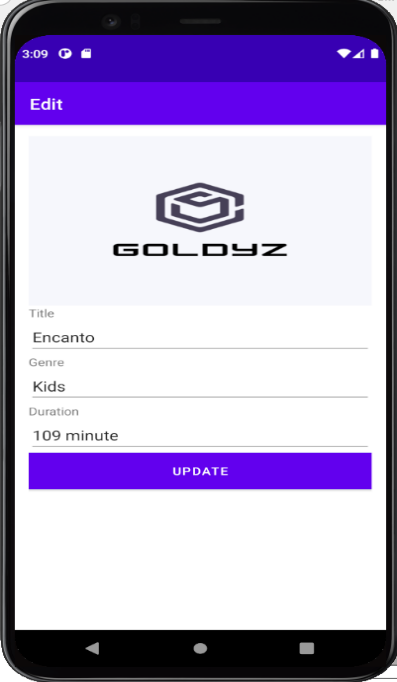 3:09
Edit
GOLDYZ
Title
Encanto
Genre
Kids
Duration
109 minute
UPDATE